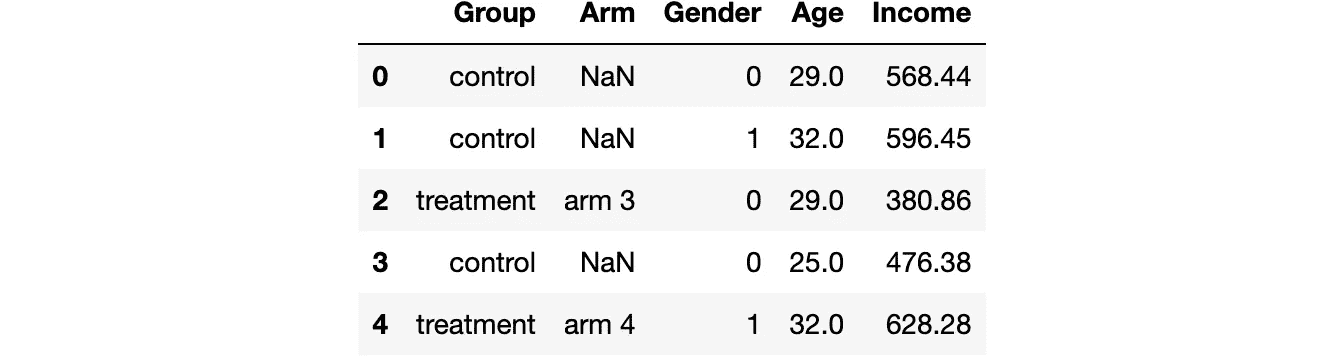 Group Arm Gender Age Income
0 control NaN 0 29.0 568.44
1 control NaN 1 32.0 596.45
2 treatment arm 3 0 29.0 380.86
3 control NaN 0 25.0 476.38
4 treatment arm 4 1 32.0 628.28